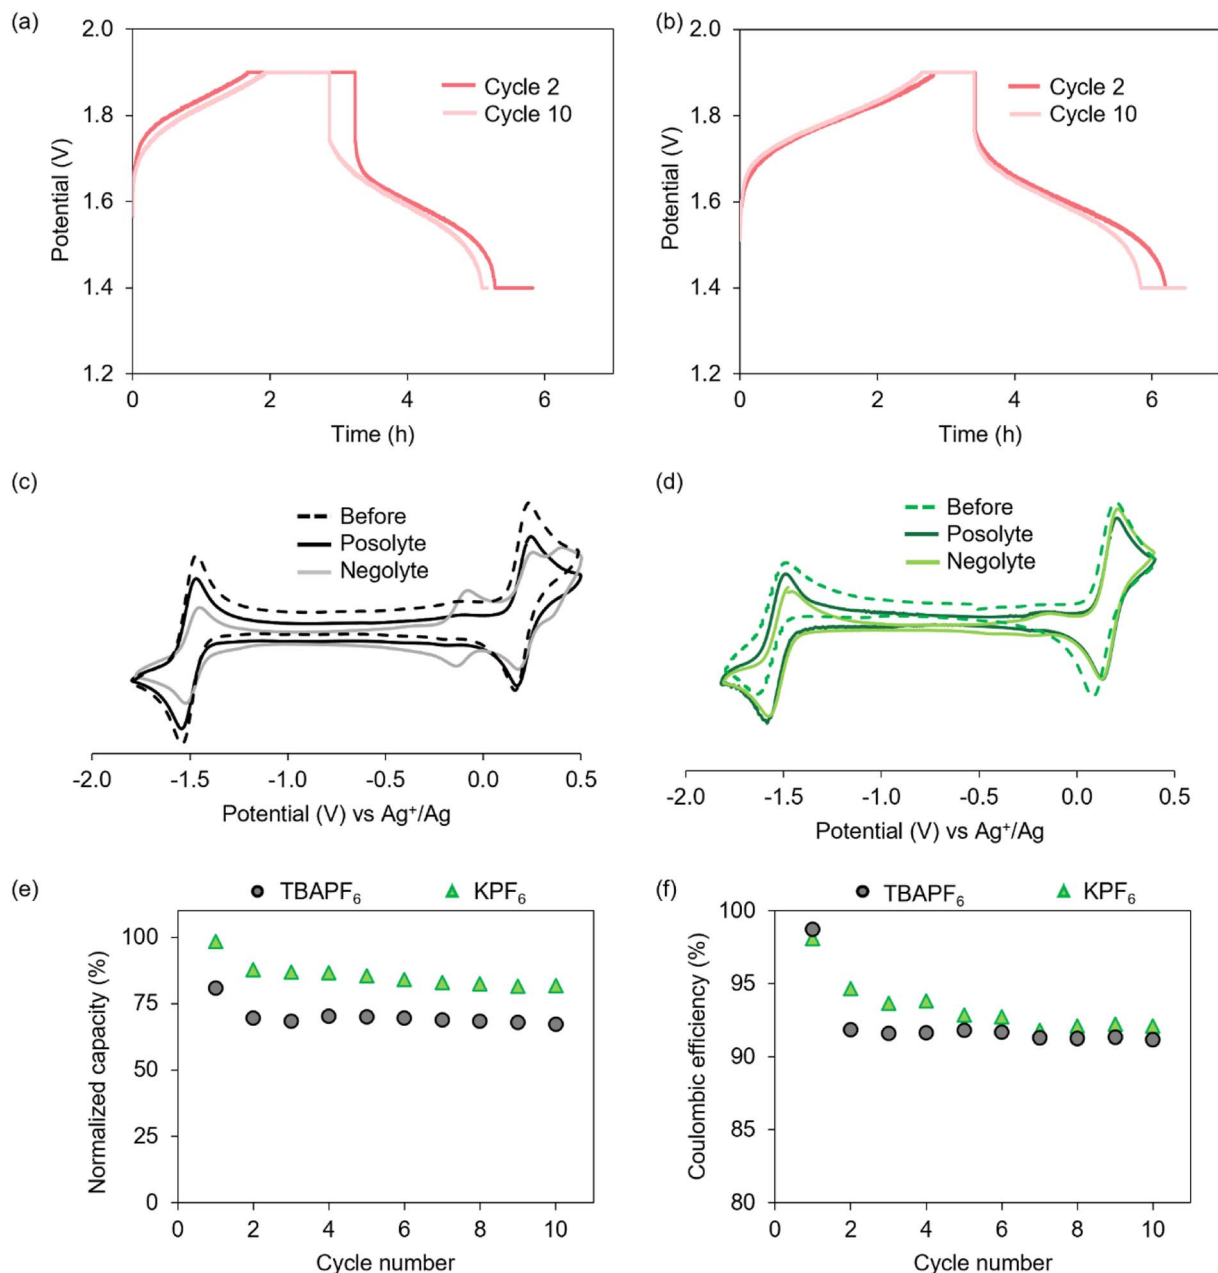 (a)
2.0
1.8
1.6
1.4
1.2
Potential (V)
Cycle 2
Cycle 10
0 2 4 6
Time (h)
(b)
2.0
1.8
1.6
1.4
1.2
Potential (V)
Cycle 2
Cycle 10
0 2 4 6
Time (h)
(c)
Before
Posolyte
Negolyte
-2.0 -1.5 -1.0 -0.5 0.0 0.5
Potential (V) vs Ag⁺/Ag
(d)
Before
Posolyte
Negolyte
-2.0 -1.5 -1.0 -0.5 0.0 0.5
Potential (V) vs Ag⁺/Ag
(e)
TBAPF₆ KPF₆
100
75
50
25
0
Normalized capacity (%)
0 2 4 6 8 10
Cycle number
(f)
TBAPF₆ KPF₆
100
95
90
85
80
Coulombic efficiency (%)
0 2 4 6 8 10
Cycle number